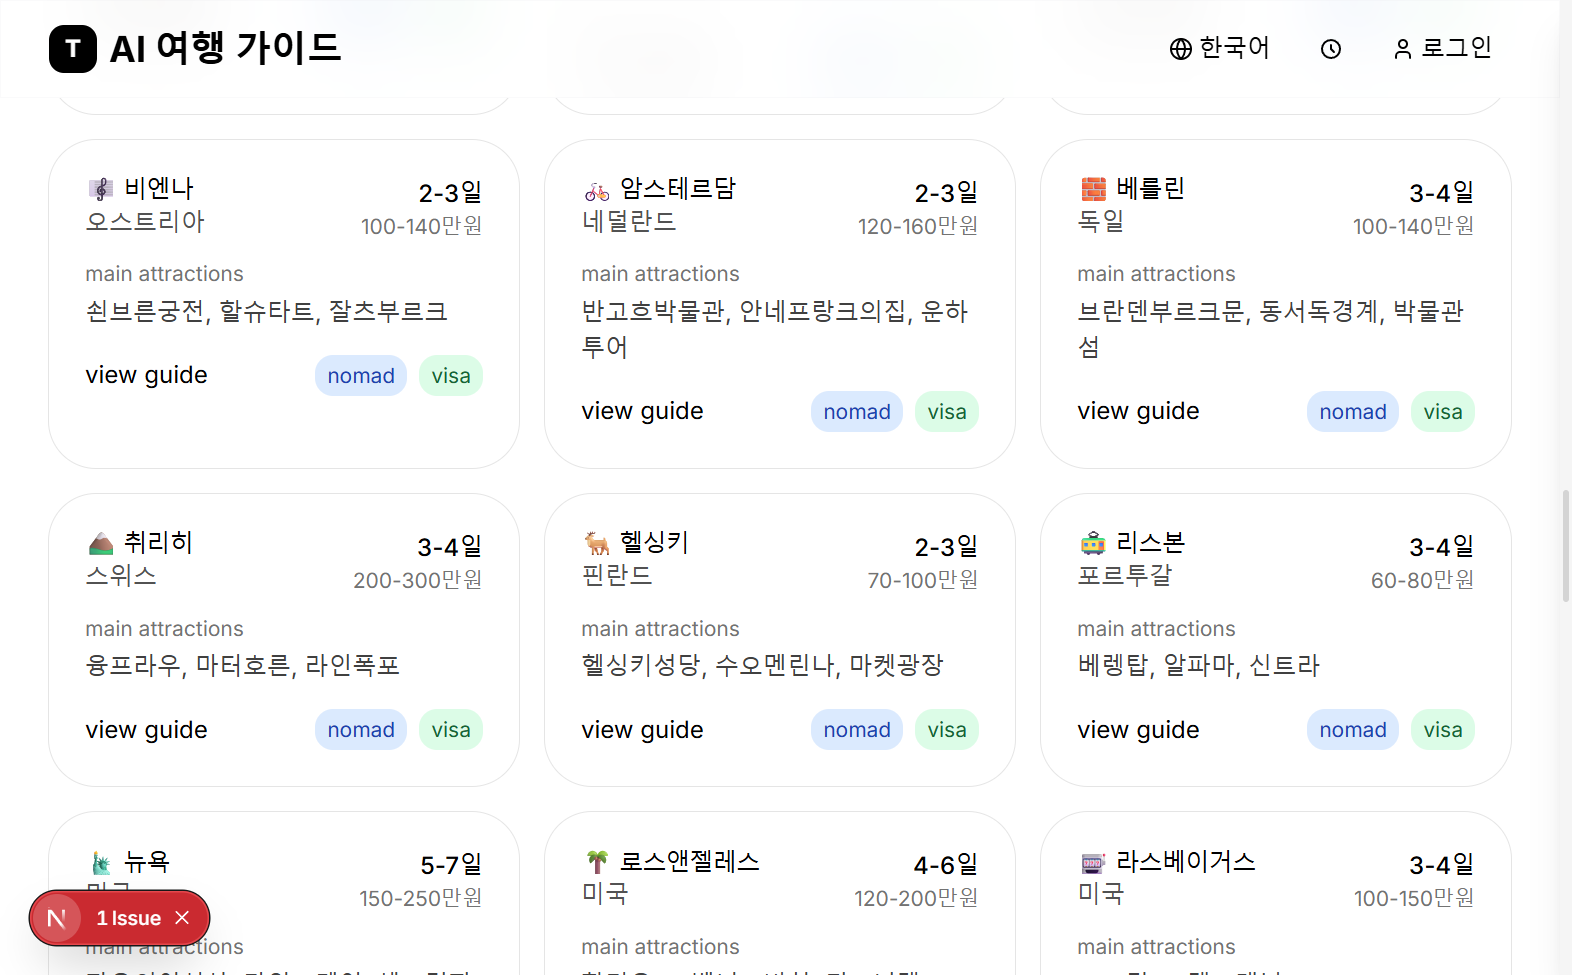 T AI 여행 가이드
한국어
로그인
비엔나
2-3일
오스트리아
100-140만원
main attractions
쇤브른궁전, 할슈타트, 잘츠부르크
view guide
nomad
visa
암스테르담
2-3일
네덜란드
120-160만원
main attractions
반고흐박물관, 안네프랑크의집, 운하
투어
view guide
nomad
visa
베를린
3-4일
독일
100-140만원
main attractions
브란덴부르크문, 동서독경계, 박물관
섬
view guide
nomad
visa
취리히
3-4일
스위스
200-300만원
main attractions
융프라우, 마터호른, 라인폭포
view guide
nomad
visa
헬싱키
2-3일
핀란드
70-100만원
main attractions
헬싱키성당, 수오멘린나, 마켓광장
view guide
nomad
visa
리스본
3-4일
포르투갈
60-80만원
main attractions
베렝탑, 알파마, 신트라
view guide
nomad
visa
뉴욕
5-7일
150-250만원
main attractions
로스앤젤레스
4-6일
미국
120-200만원
main attractions
라스베이거스
3-4일
미국
100-150만원
main attractions
N 1 Issue